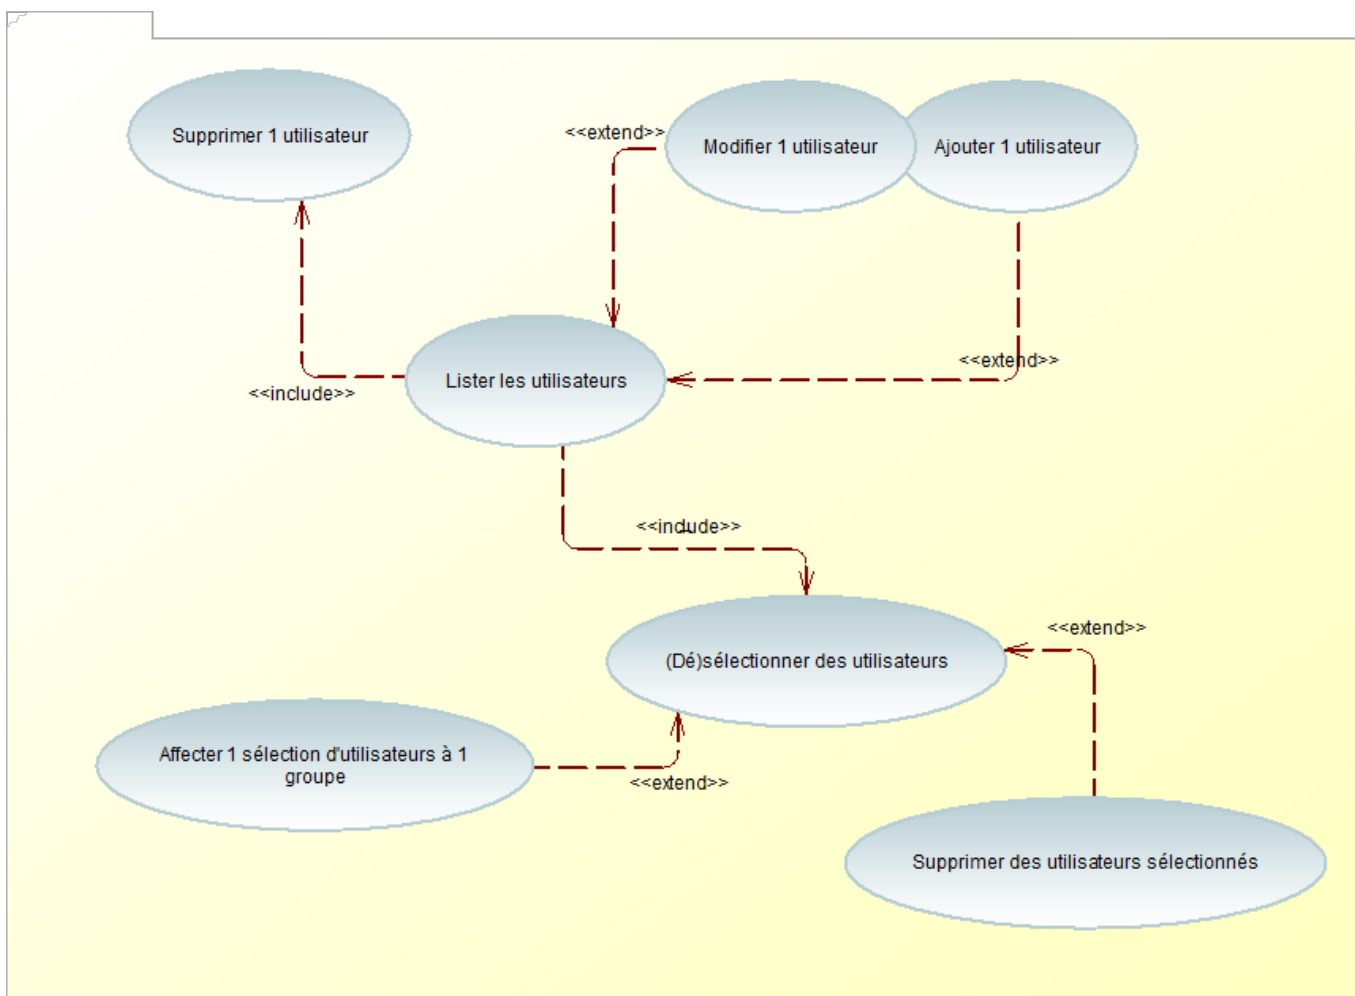 Supprimer 1 utilisateur
<<extend>>
Modifier 1 utilisateur
Ajouter 1 utilisateur
<<extend>>
Lister les utilisateurs
<<include>>
<<include>>
<<extend>>
(Dé)sélectionner des utilisateurs
Affecter 1 sélection d'utilisateurs à 1
groupe
<<extend>>
Supprimer des utilisateurs sélectionnés